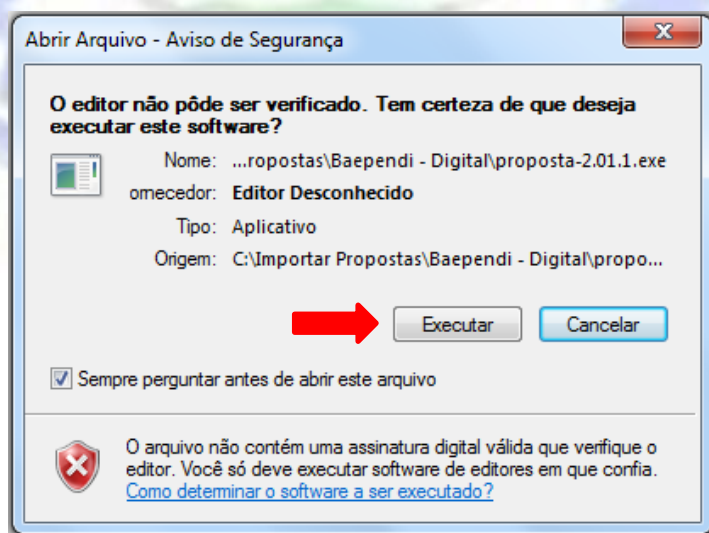 Abrir Arquivo - Aviso de Segurança
O editor não pôde ser verificado. Tem certeza de que deseja
executar este software?
Nome: ...ropostas\Baependi - Digital\proposta-2.01.1.exe
omecedor: Editor Desconhecido
Tipo: Aplicativo
Origem: C:\Importar Propostas\Baependi - Digital\propo...
Executar Cancelar
Sempre perguntar antes de abrir este arquivo
O arquivo não contém uma assinatura digital válida que verifique o
editor. Você só deve executar software de editores em que confia.
Como determinar o software a ser executado?